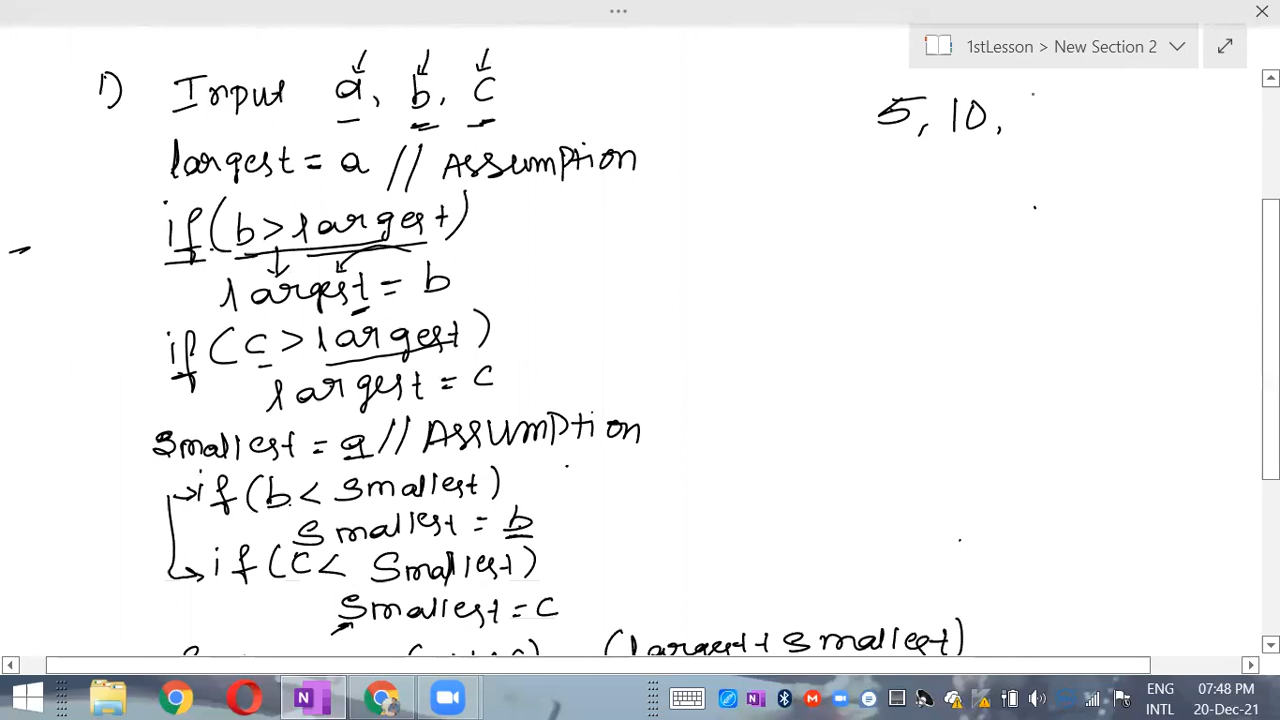 1stLesson > New Section 2
1) Input a, b, c
5, 10,
largest = a // Assumption
if (b > largest)
largest = b
if (c > largest)
largest = c
smallest = a // Assumption
if (b < smallest)
smallest = b
if (c < smallest)
smallest = c
(largest + smallest)
ENG
INTL
07:48 PM
20-Dec-21